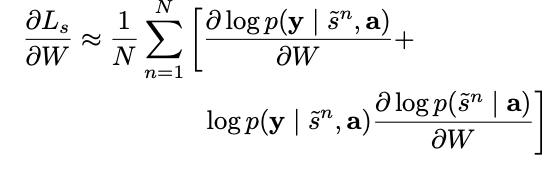 ∂L_s/∂W ≈ 1/N ∑_{n=1}^{N} [ ∂ log p(y | s̃ⁿ, a)/∂W +
log p(y | s̃ⁿ, a) ∂ log p(s̃ⁿ | a)/∂W ]